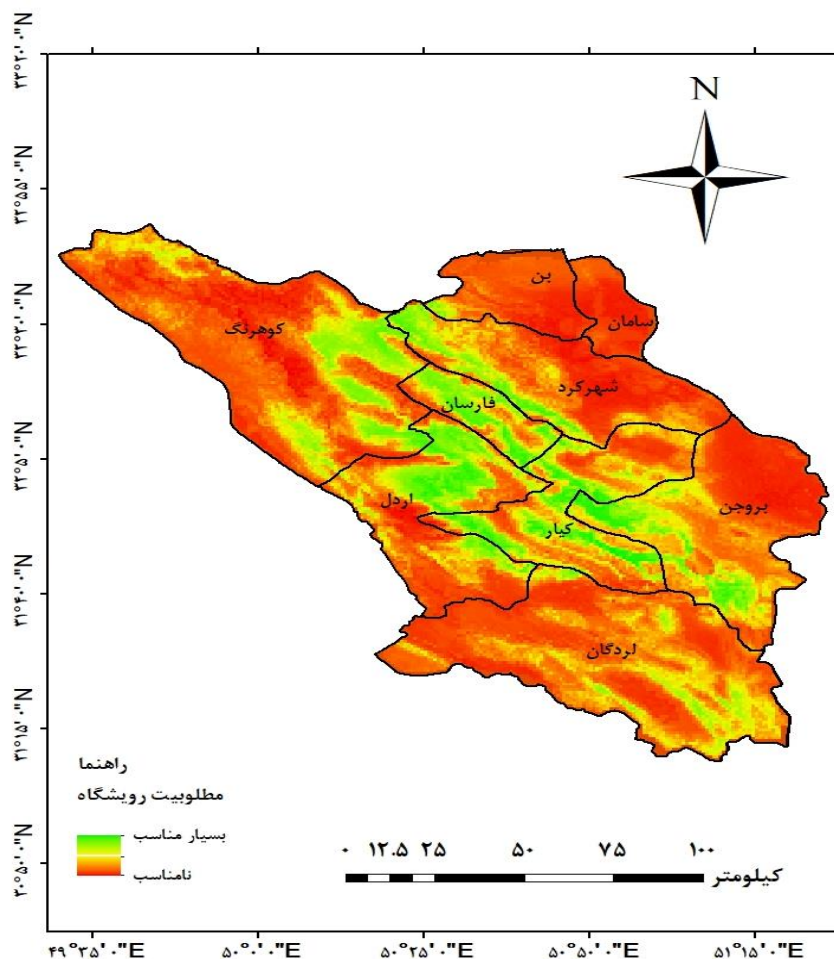 N
۳۳°۲۰'۰"N
۳۲°۵۵'۰"N
۳۲°۳۰'۰"N
۳۲°۵'۰"N
۳۱°۴۰'۰"N
۳۱°۱۵'۰"N
۳۰°۵۰'۰"N
بن
سامان
کوهرنگ
شهرکرد
فارسان
اردل
کیار
بروجن
لردگان
راهنما
مطلوبیت رویشگاه
بسیار مناسب
نامناسب
۰ ۱۲.۵ ۲۵ ۵۰ ۷۵ ۱۰۰
کیلومتر
۴۹°۳۵'۰"E ۵۰°۰'۰"E ۵۰°۲۵'۰"E ۵۰°۵۰'۰"E ۵۱°۱۵'۰"E